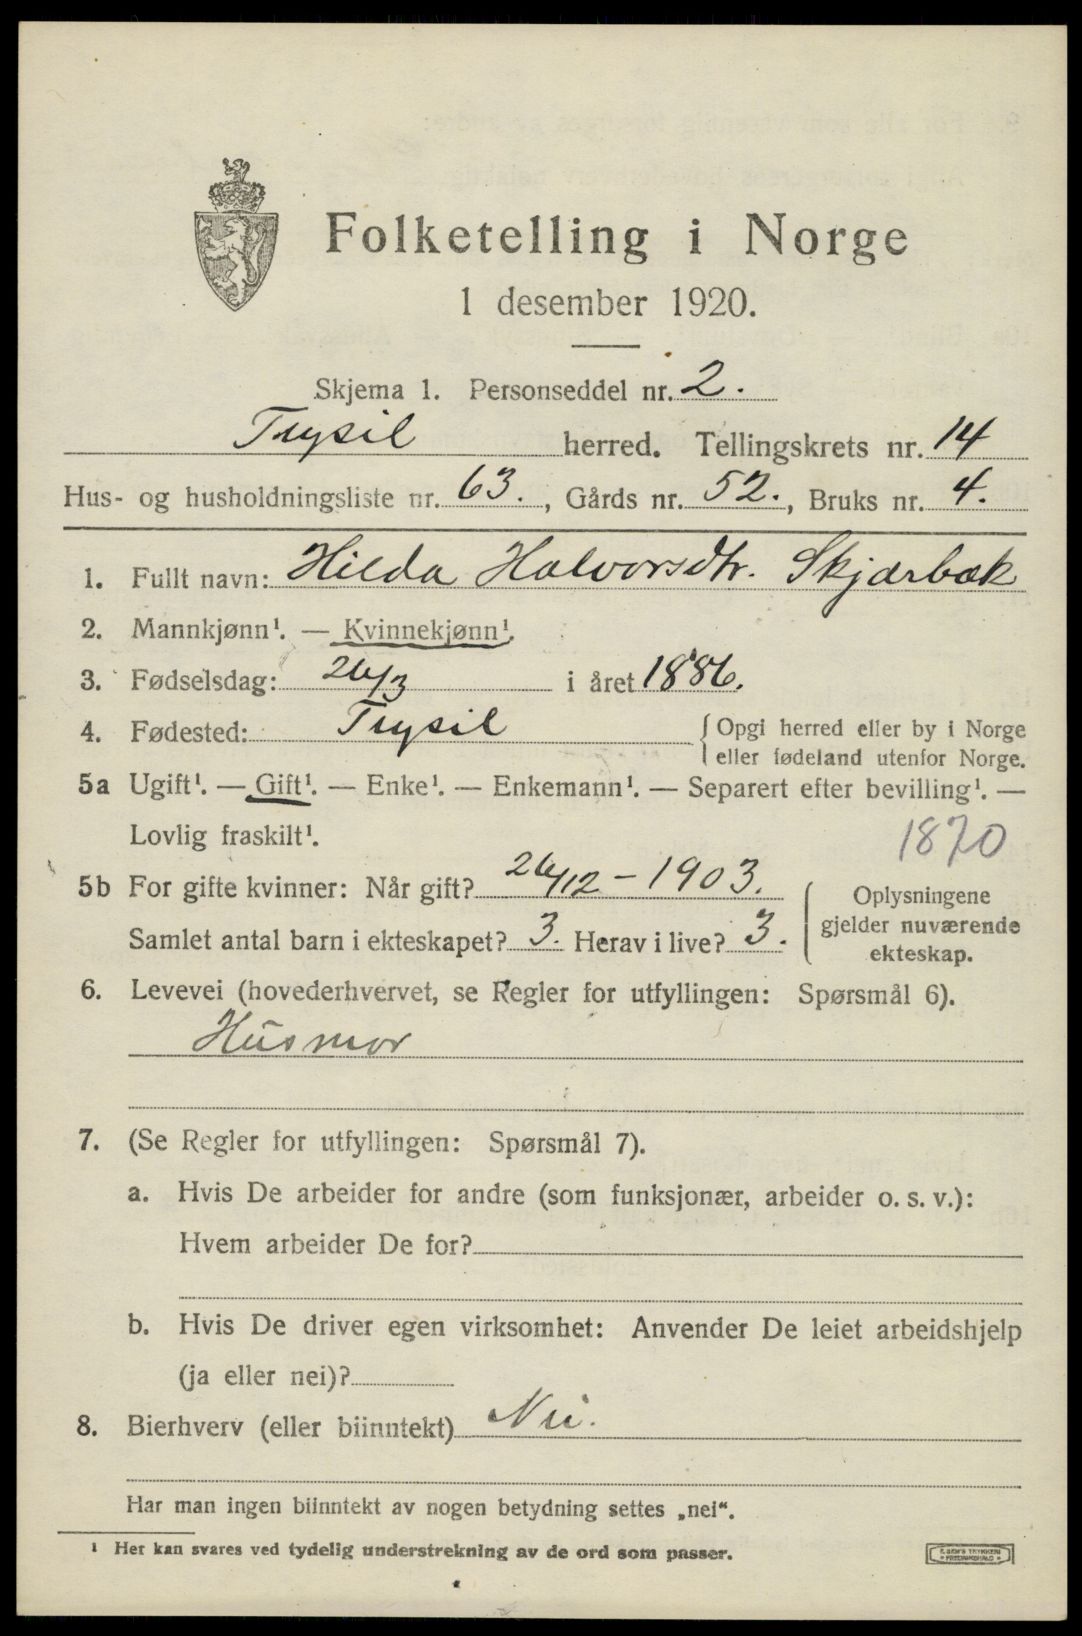 Folketelling i Norge
1 desember 1920.
Skjema 1. Personseddel nr. 2.
Trysil herred. Tellingskrets nr. 14
Hus- og husholdningsliste nr. 63., Gårds nr. 52., Bruks nr. 4.
1. Fullt navn: Hilda Halvorsdtr. Skjærbæk
2. Mannkjønn¹. — Kvinnekjønn¹.
3. Fødselsdag: 26/3 i året 1886.
4. Fødested: Trysil { Opgi herred eller by i Norge
eller fødeland utenfor Norge.
5a Ugift¹. — Gift¹. — Enke¹. — Enkemann¹. — Separert efter bevilling¹. —
Lovlig fraskilt¹.
1870
5b For gifte kvinner: Når gift? 26/12 - 1903.
Samlet antal barn i ekteskapet? 3. Herav i live? 3.
{ Oplysningene
gjelder nuværende
ekteskap.
6. Levevei (hovederhvervet, se Regler for utfyllingen: Spørsmål 6).
Husmor
7. (Se Regler for utfyllingen: Spørsmål 7).
a. Hvis De arbeider for andre (som funksjonær, arbeider o. s. v.):
Hvem arbeider De for?
b. Hvis De driver egen virksomhet: Anvender De leiet arbeidshjelp
(ja eller nei)?
8. Bierhverv (eller biinntekt) Nei.
Har man ingen biinntekt av nogen betydning settes „nei“.
¹ Her kan svares ved tydelig understrekning av de ord som passer.